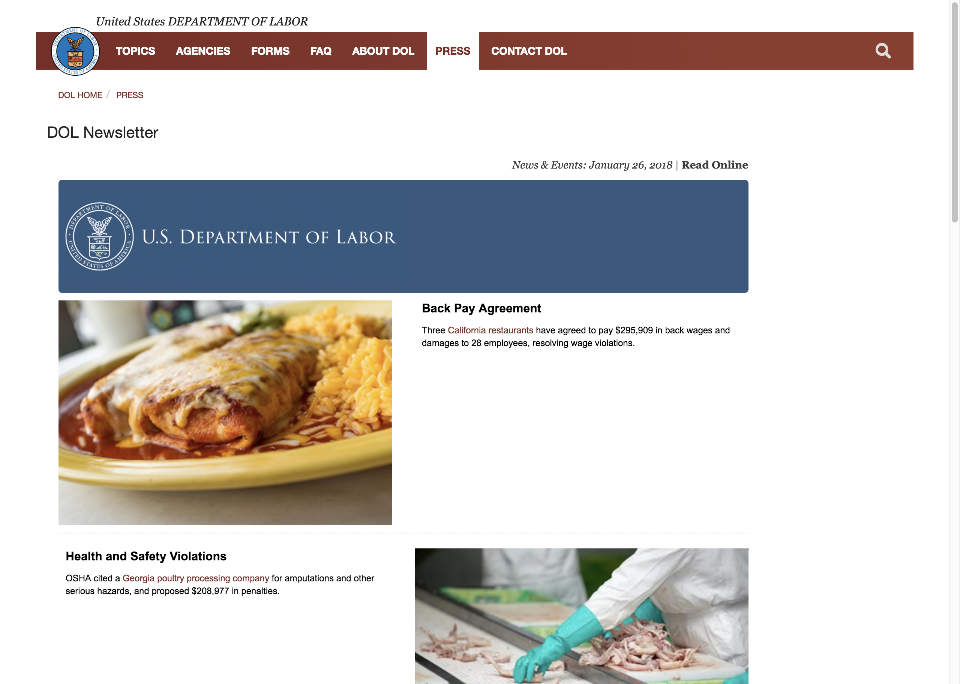 United States DEPARTMENT OF LABOR
TOPICS AGENCIES FORMS FAQ ABOUT DOL PRESS CONTACT DOL
DOL HOME / PRESS
DOL Newsletter
News & Events: January 26, 2018 | Read Online
U.S. DEPARTMENT OF LABOR
Back Pay Agreement
Three California restaurants have agreed to pay $295,909 in back wages and
damages to 28 employees, resolving wage violations.
Health and Safety Violations
OSHA cited a Georgia poultry processing company for amputations and other
serious hazards, and proposed $208,977 in penalties.